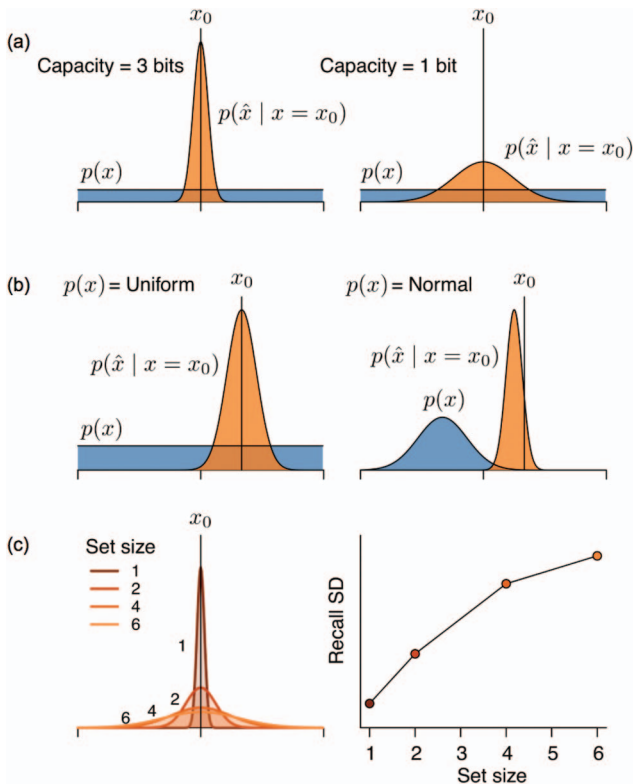 (a)
x₀
Capacity = 3 bits
p(x̂ | x = x₀)
p(x)
x₀
Capacity = 1 bit
p(x̂ | x = x₀)
p(x)
(b)
p(x) = Uniform
x₀
p(x̂ | x = x₀)
p(x)
p(x) = Normal
x₀
p(x̂ | x = x₀)
p(x)
(c)
x₀
Set size
1
2
4
6
1
2
4
6
Recall SD
1 2 3 4 5 6
Set size